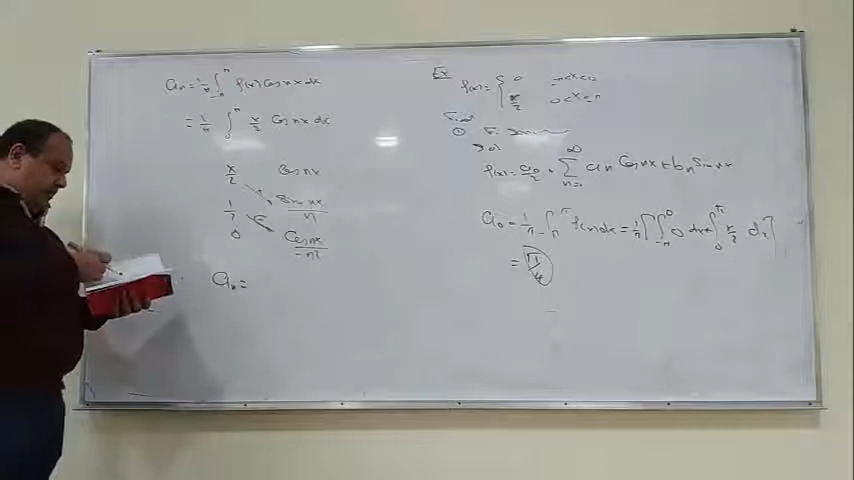 Ex f(x) = { 0 -π<x<0
x/2 0<x<π
f(x) = a0/2 + ∑ n=1 ∞ an Cos nx + bn Sin nx
a0 = 1/π ∫ -π π f(x) dx = 1/π [ ∫ -π 0 0 dx + ∫ 0 π x/2 dx ]
= π/4
an = 1/π ∫ -π π f(x) Cos nx dx
= 1/π ∫ 0 π x/2 Cos nx dx
x/2 Cos nx
1/2 + Sin nx / n
0 Cos nx / -n²
an =